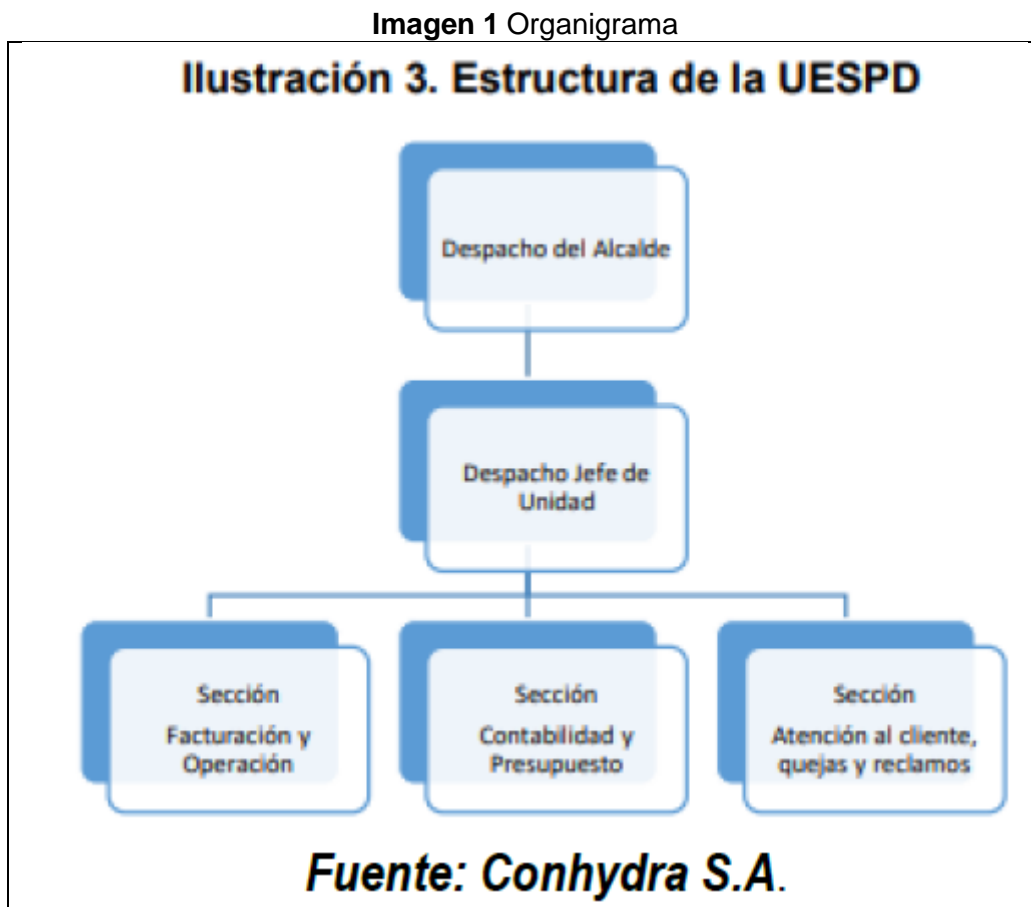 Imagen 1 Organigrama
Ilustración 3. Estructura de la UESPD
Despacho del Alcalde
Despacho Jefe de
Unidad
Sección
Facturación y
Operación
Sección
Contabilidad y
Presupuesto
Sección
Atención al cliente,
quejas y reclamos
Fuente: Conhydra S.A.